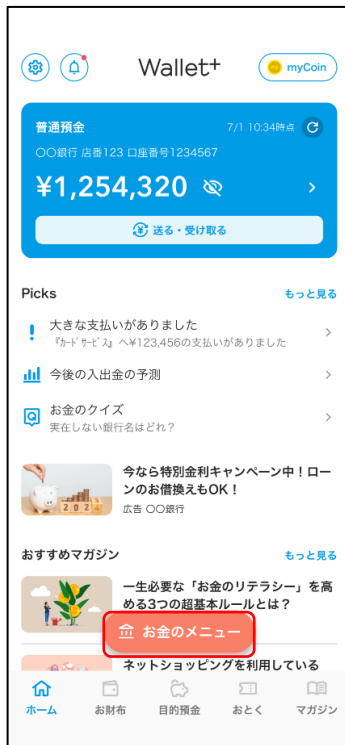 Wallet+
myCoin
普通預金
7/1 10:34時点
〇〇銀行 店番123 口座番号1234567
¥1,254,320
送る・受け取る
Picks
もっと見る
大きな支払いがありました
『ｶｰﾄﾞｻｰﾋﾞｽ』へ¥123,456の支払いがありました
今後の入出金の予測
お金のクイズ
実在しない銀行名はどれ？
今なら特別金利キャンペーン中！ロー
ンのお借換えもOK！
広告 〇〇銀行
2024
おすすめマガジン
もっと見る
一生必要な「お金のリテラシー」を高
める3つの超基本ルールとは？
お金のメニュー
ネットショッピングを利用している
ホーム
お財布
目的預金
おとく
マガジン